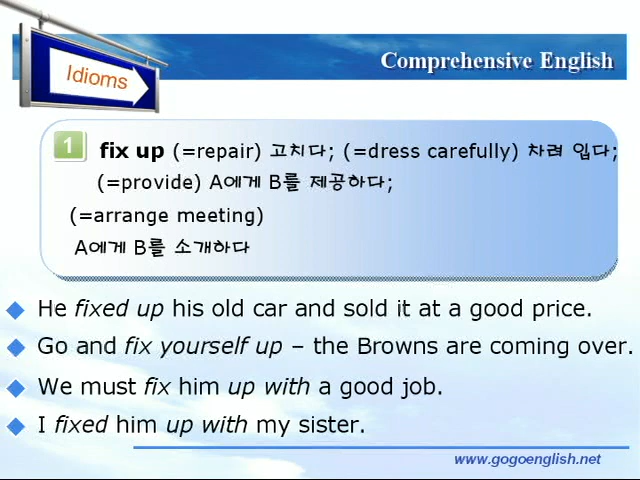 Idioms
Comprehensive English
1
fix up (=repair) 고치다; (=dress carefully) 차려 입다;
(=provide) A에게 B를 제공하다;
(=arrange meeting)
A에게 B를 소개하다
He fixed up his old car and sold it at a good price.
Go and fix yourself up – the Browns are coming over.
We must fix him up with a good job.
I fixed him up with my sister.
www.gogoenglish.net